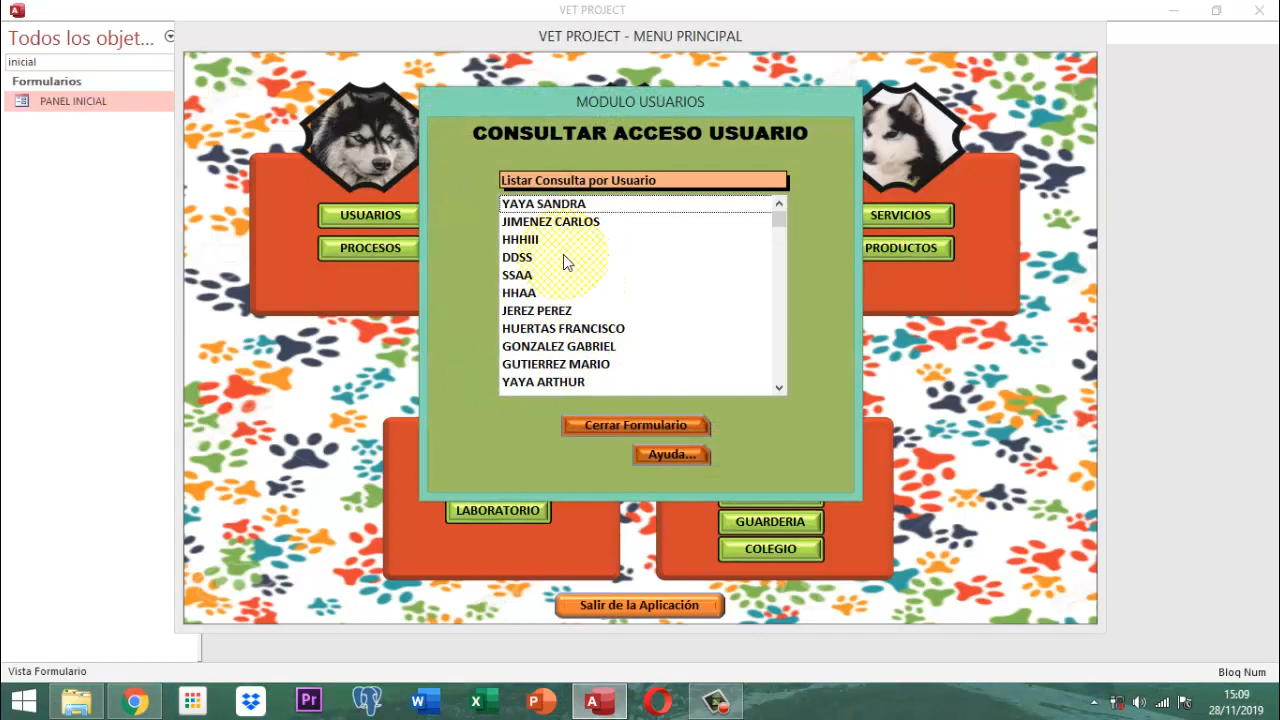 VET PROJECT
Todos los objet...
VET PROJECT - MENU PRINCIPAL
inicial
Formularios
PANEL INICIAL
MODULO USUARIOS
CONSULTAR ACCESO USUARIO
Listar Consulta por Usuario
YAYA SANDRA
JIMENEZ CARLOS
HHHIII
DDSS
SSAA
HHAA
JEREZ PEREZ
HUERTAS FRANCISCO
GONZALEZ GABRIEL
GUTIERREZ MARIO
YAYA ARTHUR
USUARIOS
PROCESOS
SERVICIOS
PRODUCTOS
Cerrar Formulario
Ayuda...
LABORATORIO
GUARDERIA
COLEGIO
Salir de la Aplicación
Vista Formulario
Bloq Num
15:09
28/11/2019